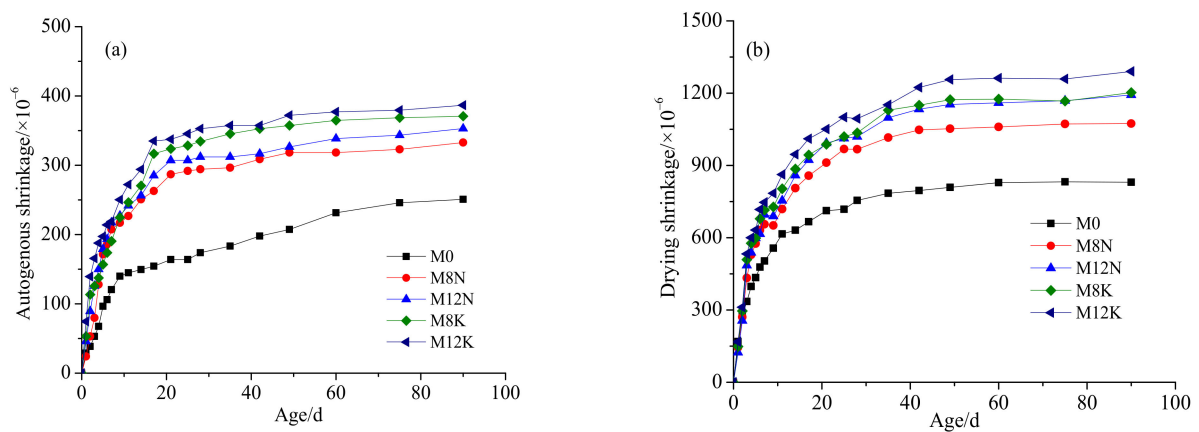 (a)
Autogenous shrinkage/×10⁻⁶
500
400
300
200
100
0
0 20 40 60 80 100
Age/d
M0
M8N
M12N
M8K
M12K
(b)
Drying shrinkage/×10⁻⁶
1500
1200
900
600
300
0
0 20 40 60 80 100
Age/d
M0
M8N
M12N
M8K
M12K